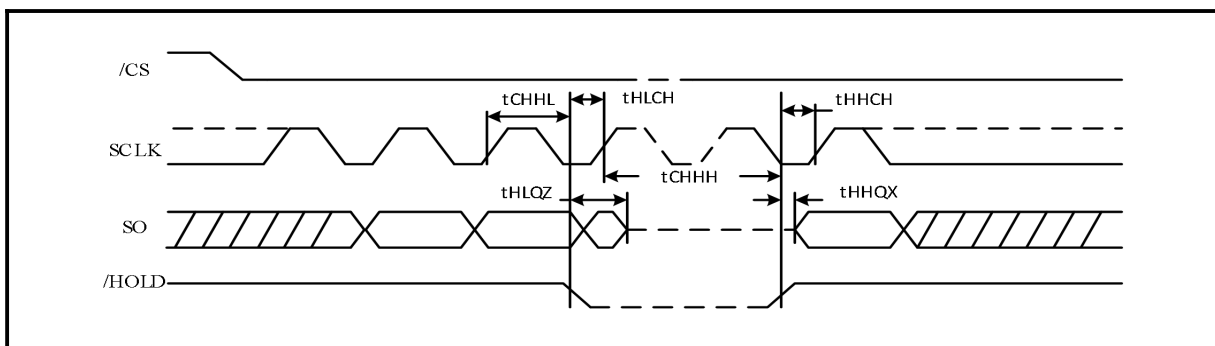 /CS
tCHHL
tHLCH
tHHCH
SCLK
tCHHH
tHLQZ
tHHQX
SO
/HOLD